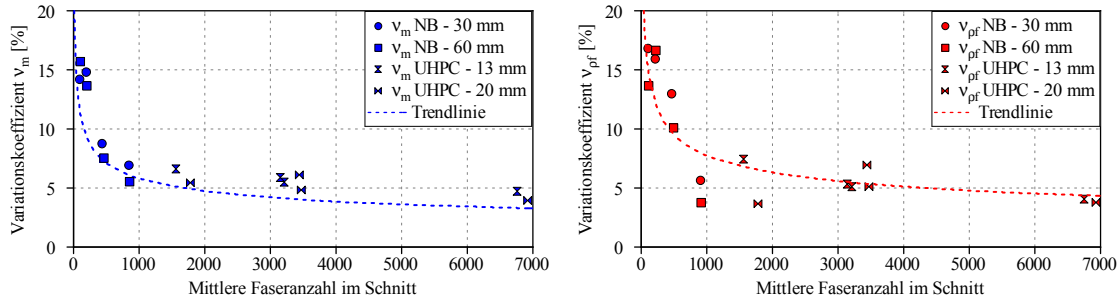 Variationskoeffizient ν_m [%]
20
15
10
5
0
0 1000 2000 3000 4000 5000 6000 7000
Mittlere Faseranzahl im Schnitt
ν_m NB - 30 mm
ν_m NB - 60 mm
ν_m UHPC - 13 mm
ν_m UHPC - 20 mm
Trendlinie
Variationskoeffizient ν_ρf [%]
20
15
10
5
0
0 1000 2000 3000 4000 5000 6000 7000
Mittlere Faseranzahl im Schnitt
ν_ρf NB - 30 mm
ν_ρf NB - 60 mm
ν_ρf UHPC - 13 mm
ν_ρf UHPC - 20 mm
Trendlinie